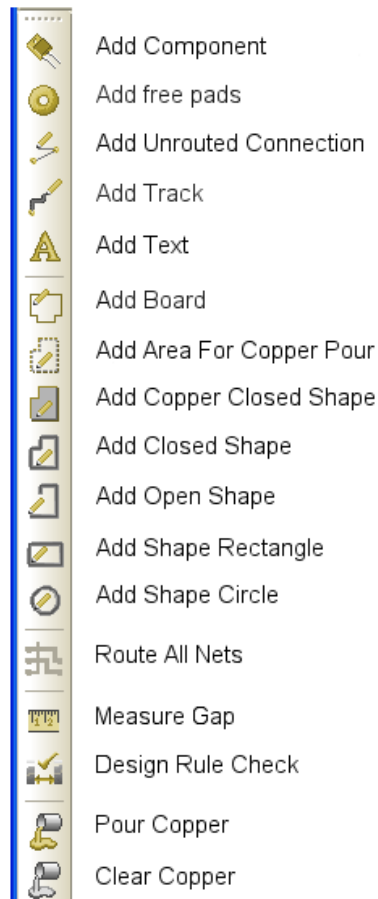 Add Component
Add free pads
Add Unrouted Connection
Add Track
Add Text
Add Board
Add Area For Copper Pour
Add Copper Closed Shape
Add Closed Shape
Add Open Shape
Add Shape Rectangle
Add Shape Circle
Route All Nets
Measure Gap
Design Rule Check
Pour Copper
Clear Copper